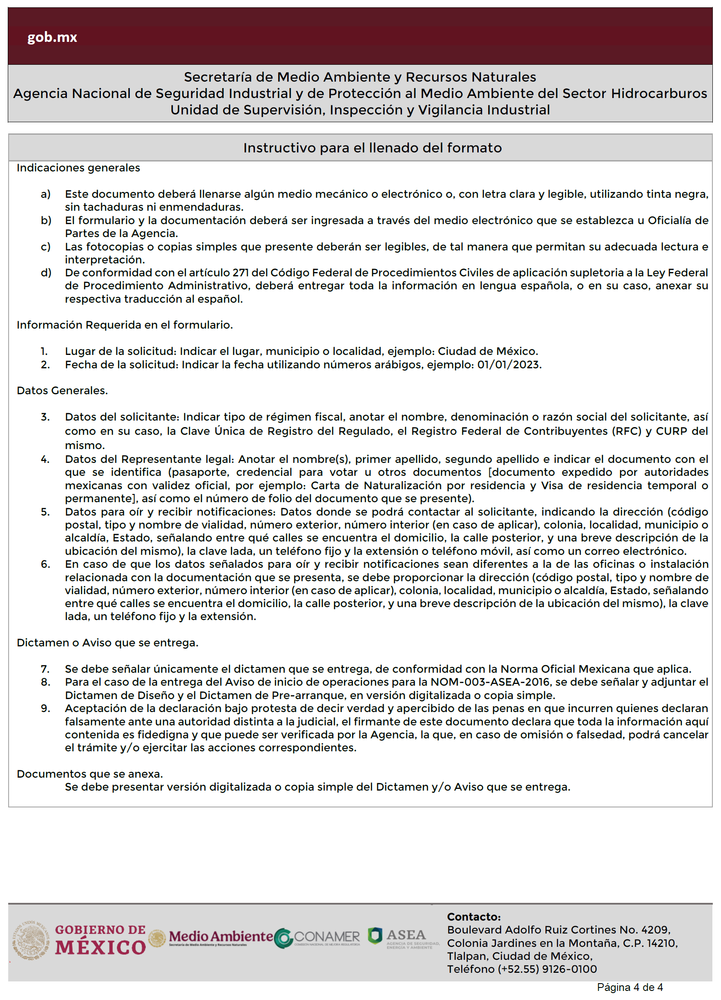 gob.mx
Secretaría de Medio Ambiente y Recursos Naturales
Agencia Nacional de Seguridad Industrial y de Protección al Medio Ambiente del Sector Hidrocarburos
Unidad de Supervisión, Inspección y Vigilancia Industrial
Instructivo para el llenado del formato
Indicaciones generales
a) Este documento deberá llenarse algún medio mecánico o electrónico o, con letra clara y legible, utilizando tinta negra,
sin tachaduras ni enmendaduras.
b) El formulario y la documentación deberá ser ingresada a través del medio electrónico que se establezca u Oficialía de
Partes de la Agencia.
c) Las fotocopias o copias simples que presente deberán ser legibles, de tal manera que permitan su adecuada lectura e
interpretación.
d) De conformidad con el artículo 271 del Código Federal de Procedimientos Civiles de aplicación supletoria a la Ley Federal
de Procedimiento Administrativo, deberá entregar toda la información en lengua española, o en su caso, anexar su
respectiva traducción al español.
Información Requerida en el formulario.
1. Lugar de la solicitud: Indicar el lugar, municipio o localidad, ejemplo: Ciudad de México.
2. Fecha de la solicitud: Indicar la fecha utilizando números arábigos, ejemplo: 01/01/2023.
Datos Generales.
3. Datos del solicitante: Indicar tipo de régimen fiscal, anotar el nombre, denominación o razón social del solicitante, así
como en su caso, la Clave Única de Registro del Regulado, el Registro Federal de Contribuyentes (RFC) y CURP del
mismo.
4. Datos del Representante legal: Anotar el nombre(s), primer apellido, segundo apellido e indicar el documento con el
que se identifica (pasaporte, credencial para votar u otros documentos [documento expedido por autoridades
mexicanas con validez oficial, por ejemplo: Carta de Naturalización por residencia y Visa de residencia temporal o
permanente], así como el número de folio del documento que se presente).
5. Datos para oír y recibir notificaciones: Datos donde se podrá contactar al solicitante, indicando la dirección (código
postal, tipo y nombre de vialidad, número exterior, número interior (en caso de aplicar), colonia, localidad, municipio o
alcaldía, Estado, señalando entre qué calles se encuentra el domicilio, la calle posterior, y una breve descripción de la
ubicación del mismo), la clave lada, un teléfono fijo y la extensión o teléfono móvil, así como un correo electrónico.
6. En caso de que los datos señalados para oír y recibir notificaciones sean diferentes a la de las oficinas o instalación
relacionada con la documentación que se presenta, se debe proporcionar la dirección (código postal, tipo y nombre de
vialidad, número exterior, número interior (en caso de aplicar), colonia, localidad, municipio o alcaldía, Estado, señalando
entre qué calles se encuentra el domicilio, la calle posterior, y una breve descripción de la ubicación del mismo), la clave
lada, un teléfono fijo y la extensión.
Dictamen o Aviso que se entrega.
7. Se debe señalar únicamente el dictamen que se entrega, de conformidad con la Norma Oficial Mexicana que aplica.
8. Para el caso de la entrega del Aviso de inicio de operaciones para la NOM-003-ASEA-2016, se debe señalar y adjuntar el
Dictamen de Diseño y el Dictamen de Pre-arranque, en versión digitalizada o copia simple.
9. Aceptación de la declaración bajo protesta de decir verdad y apercibido de las penas en que incurren quienes declaran
falsamente ante una autoridad distinta a la judicial, el firmante de este documento declara que toda la información aquí
contenida es fidedigna y que puede ser verificada por la Agencia, la que, en caso de omisión o falsedad, podrá cancelar
el trámite y/o ejercitar las acciones correspondientes.
Documentos que se anexa.
Se debe presentar versión digitalizada o copia simple del Dictamen y/o Aviso que se entrega.
ESTADOS UNIDOS MEXICANOS
GOBIERNO DE
MÉXICO
Medio Ambiente
Secretaría de Medio Ambiente y Recursos Naturales
CONAMER
COMISIÓN NACIONAL DE MEJORA REGULATORIA
ASEA
AGENCIA DE SEGURIDAD,
ENERGÍA Y AMBIENTE
Contacto:
Boulevard Adolfo Ruiz Cortines No. 4209,
Colonia Jardines en la Montaña, C.P. 14210,
Tlalpan, Ciudad de México,
Teléfono (+52.55) 9126-0100
Página 4 de 4